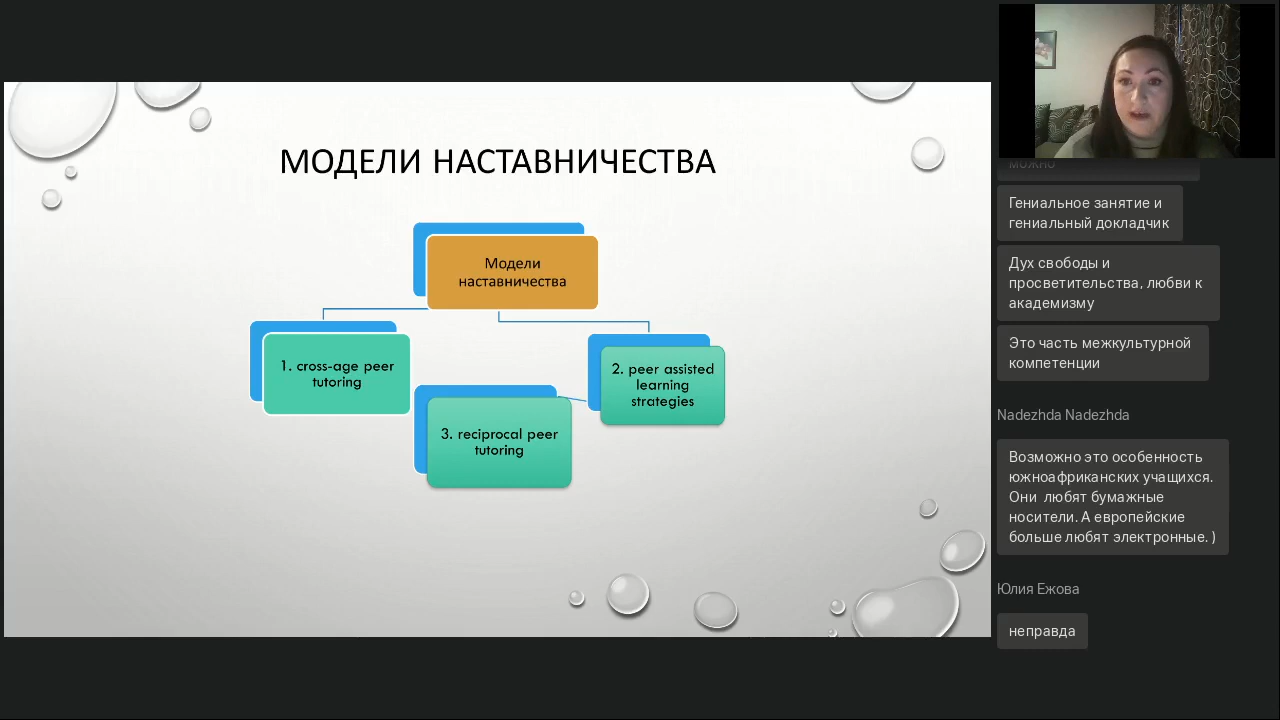 МОДЕЛИ НАСТАВНИЧЕСТВА
Модели
наставничества
1. cross-age peer
tutoring
2. peer assisted
learning
strategies
3. reciprocal peer
tutoring
можно
Гениальное занятие и
гениальный докладчик
Дух свободы и
просветительства, любви к
академизму
Это часть межкультурной
компетенции
Nadezhda Nadezhda
Возможно это особенность
южноафриканских учащихся.
Они любят бумажные
носители. А европейские
больше любят электронные. )
Юлия Ежова
неправда